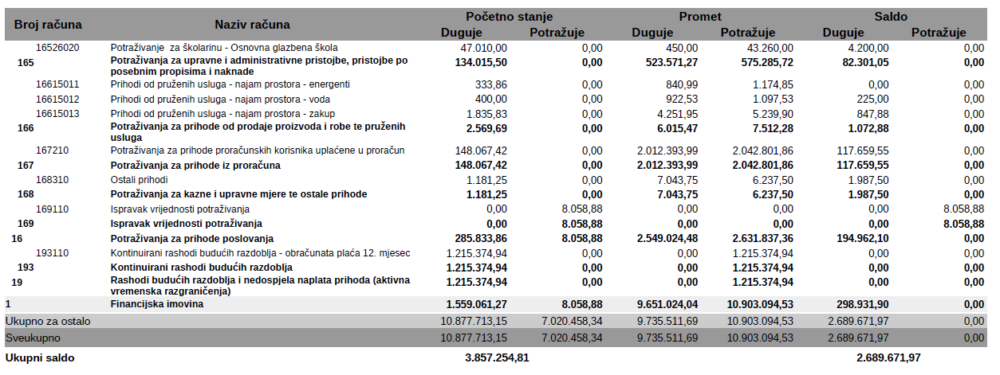 Broj računa Naziv računa Početno stanje Promet Saldo
Duguje Potražuje Duguje Potražuje Duguje Potražuje
16526020 Potraživanje za školarinu - Osnovna glazbena škola 47.010,00 0,00 450,00 43.260,00 4.200,00 0,00
165 Potraživanja za upravne i administrativne pristojbe, pristojbe po 134.015,50 0,00 523.571,27 575.285,72 82.301,05 0,00
posebnim propisima i naknade
16615011 Prihodi od pruženih usluga - najam prostora - energenti 333,86 0,00 840,99 1.174,85 0,00 0,00
16615012 Prihodi od pruženih usluga - najam prostora - voda 400,00 0,00 922,53 1.097,53 225,00 0,00
16615013 Prihodi od pruženih usluga - najam prostora - zakup 1.835,83 0,00 4.251,95 5.239,90 847,88 0,00
166 Potraživanja za prihode od prodaje proizvoda i robe te pruženih 2.569,69 0,00 6.015,47 7.512,28 1.072,88 0,00
usluga
167210 Potraživanja za prihode proračunskih korisnika uplaćene u proračun 148.067,42 0,00 2.012.393,99 2.042.801,86 117.659,55 0,00
167 Potraživanja za prihode iz proračuna 148.067,42 0,00 2.012.393,99 2.042.801,86 117.659,55 0,00
168310 Ostali prihodi 1.181,25 0,00 7.043,75 6.237,50 1.987,50 0,00
168 Potraživanja za kazne i upravne mjere te ostale prihode 1.181,25 0,00 7.043,75 6.237,50 1.987,50 0,00
169110 Ispravak vrijednosti potraživanja 0,00 8.058,88 0,00 0,00 0,00 8.058,88
169 Ispravak vrijednosti potraživanja 0,00 8.058,88 0,00 0,00 0,00 8.058,88
16 Potraživanja za prihode poslovanja 285.833,86 8.058,88 2.549.024,48 2.631.837,36 194.962,10 0,00
193110 Kontinuirani rashodi budućih razdoblja - obračunata plaća 12. mjesec 1.215.374,94 0,00 0,00 1.215.374,94 0,00 0,00
193 Kontinuirani rashodi budućih razdoblja 1.215.374,94 0,00 0,00 1.215.374,94 0,00 0,00
19 Rashodi budućih razdoblja i nedospjela naplata prihoda (aktivna 1.215.374,94 0,00 0,00 1.215.374,94 0,00 0,00
vremenska razgraničenja)
1 Financijska imovina 1.559.061,27 8.058,88 9.651.024,04 10.903.094,53 298.931,90 0,00
Ukupno za ostalo 10.877.713,15 7.020.458,34 9.735.511,69 10.903.094,53 2.689.671,97 0,00
Sveukupno 10.877.713,15 7.020.458,34 9.735.511,69 10.903.094,53 2.689.671,97 0,00
Ukupni saldo 3.857.254,81 2.689.671,97